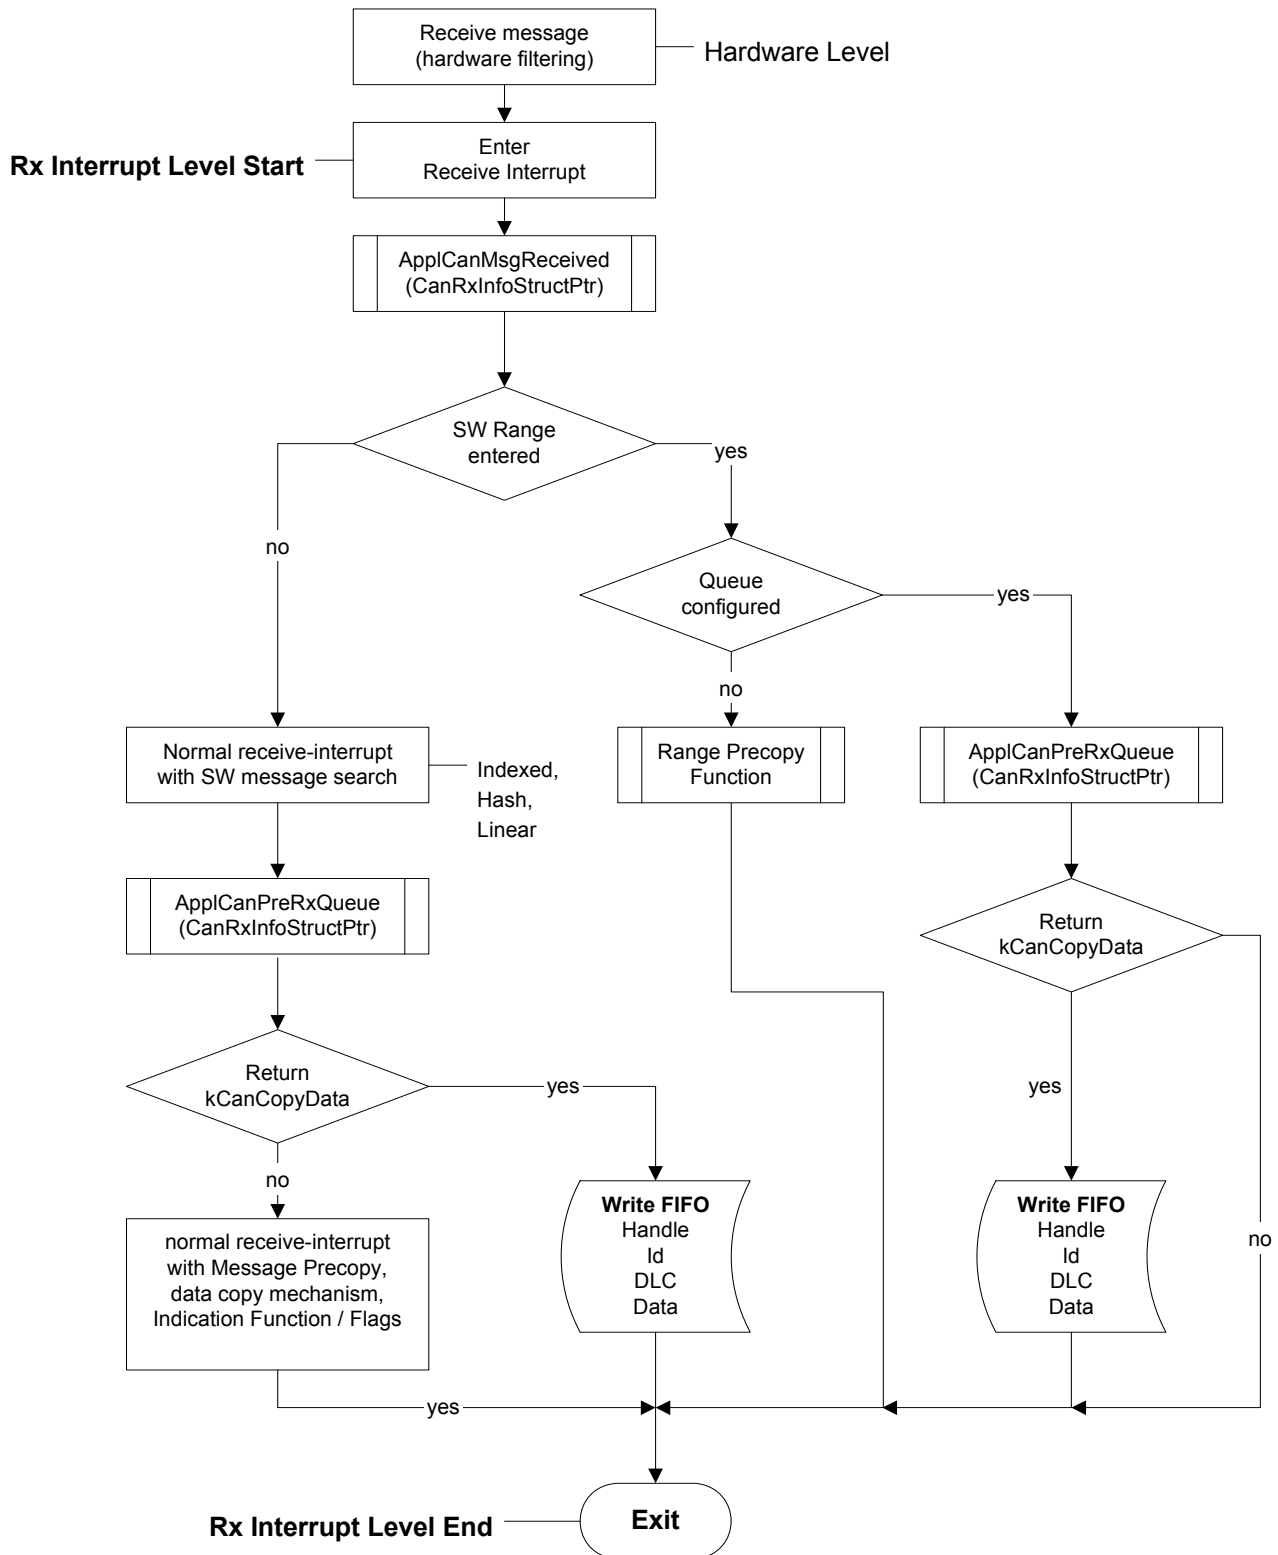 Receive message
(hardware filtering)
Hardware Level
Enter
Receive Interrupt
Rx Interrupt Level Start
ApplCanMsgReceived
(CanRxInfoStructPtr)
SW Range
entered
yes
no
Queue
configured
yes
no
Normal receive-interrupt
with SW message search
Indexed,
Hash,
Linear
Range Precopy
Function
ApplCanPreRxQueue
(CanRxInfoStructPtr)
ApplCanPreRxQueue
(CanRxInfoStructPtr)
Return
kCanCopyData
Return
kCanCopyData
yes
yes
no
no
normal receive-interrupt
with Message Precopy,
data copy mechanism,
Indication Function / Flags
Write FIFO
Handle
Id
DLC
Data
Write FIFO
Handle
Id
DLC
Data
yes
Exit
Rx Interrupt Level End